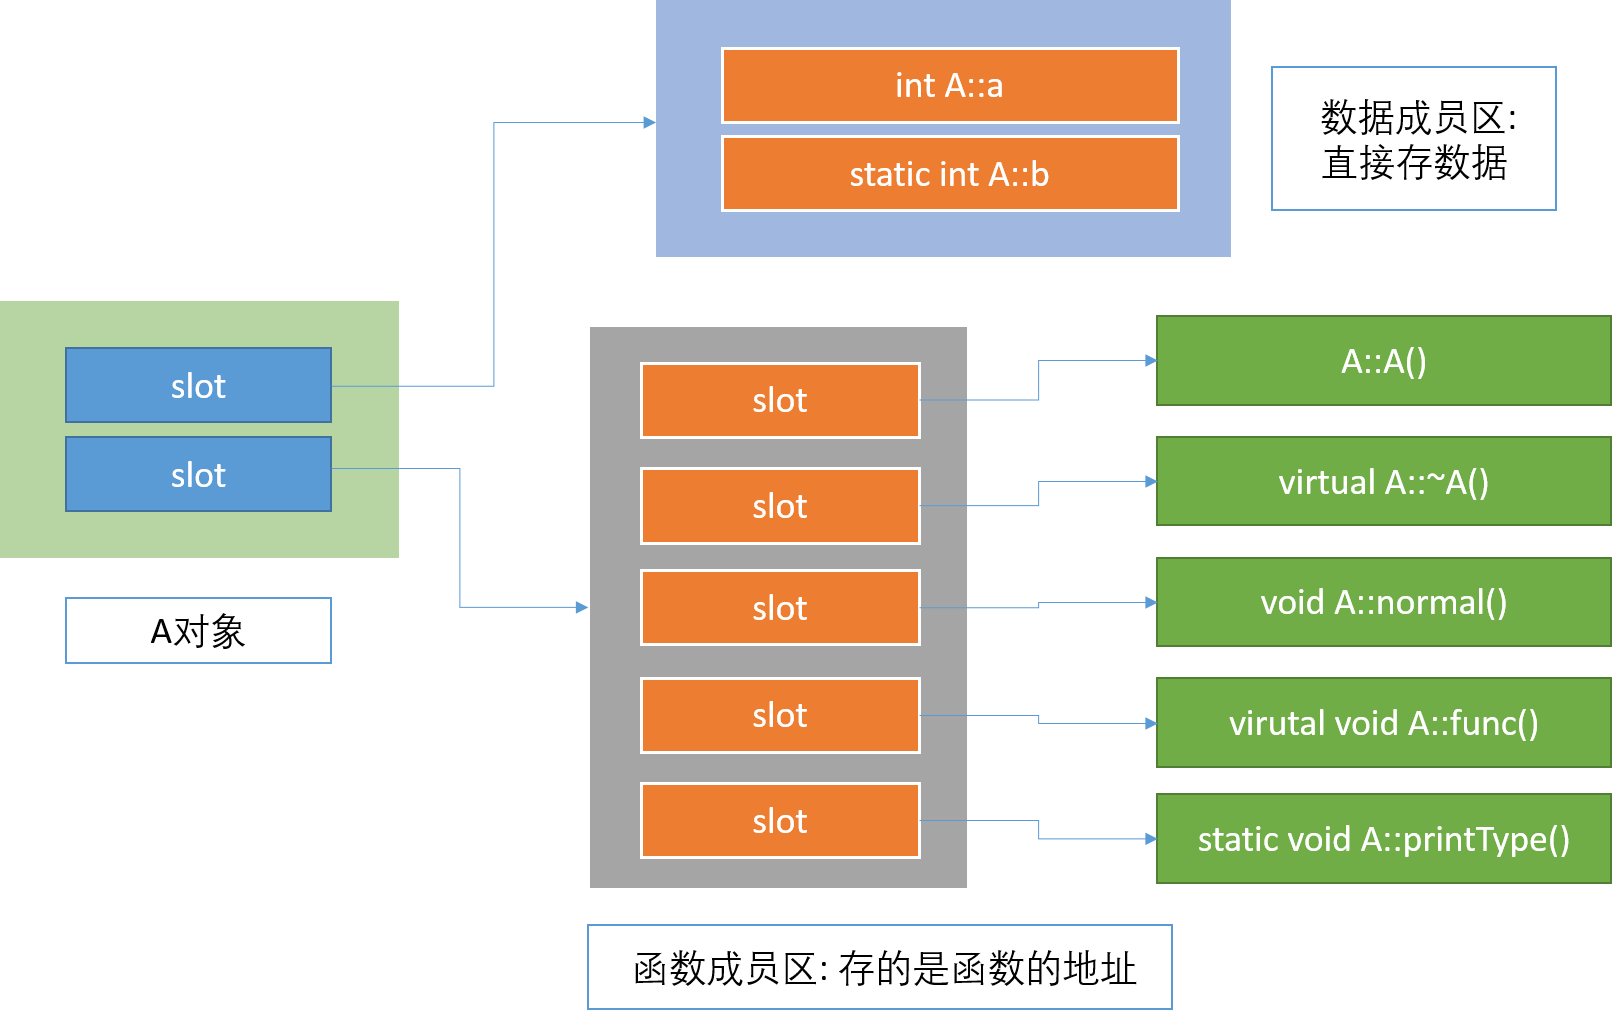 int A::a
static int A::b
数据成员区:
直接存数据
slot
slot
A对象
slot
slot
slot
slot
slot
A::A()
virtual A::~A()
void A::normal()
virutal void A::func()
static void A::printType()
函数成员区: 存的是函数的地址